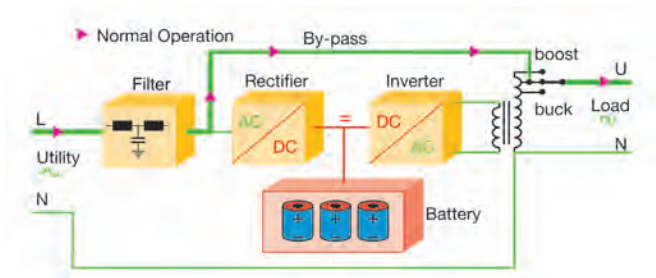 Normal Operation
By-pass
boost
Filter
Rectifier
Inverter
U
L
AC
=
DC
buck
Load
DC
AC
Utility
N
N
Battery
+ + +
- - -